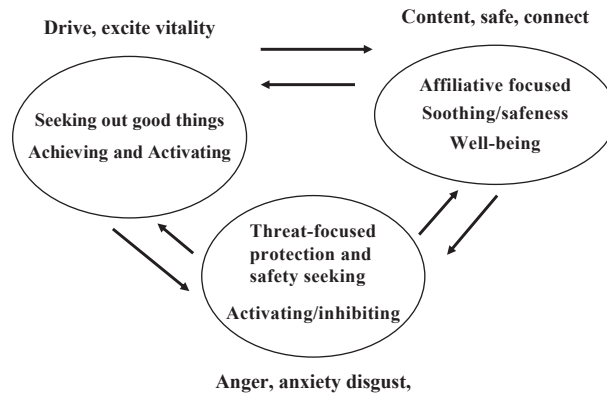 Drive, excite vitality
Content, safe, connect
Seeking out good things
Achieving and Activating
Affiliative focused
Soothing/safeness
Well-being
Threat-focused
protection and
safety seeking
Activating/inhibiting
Anger, anxiety disgust,